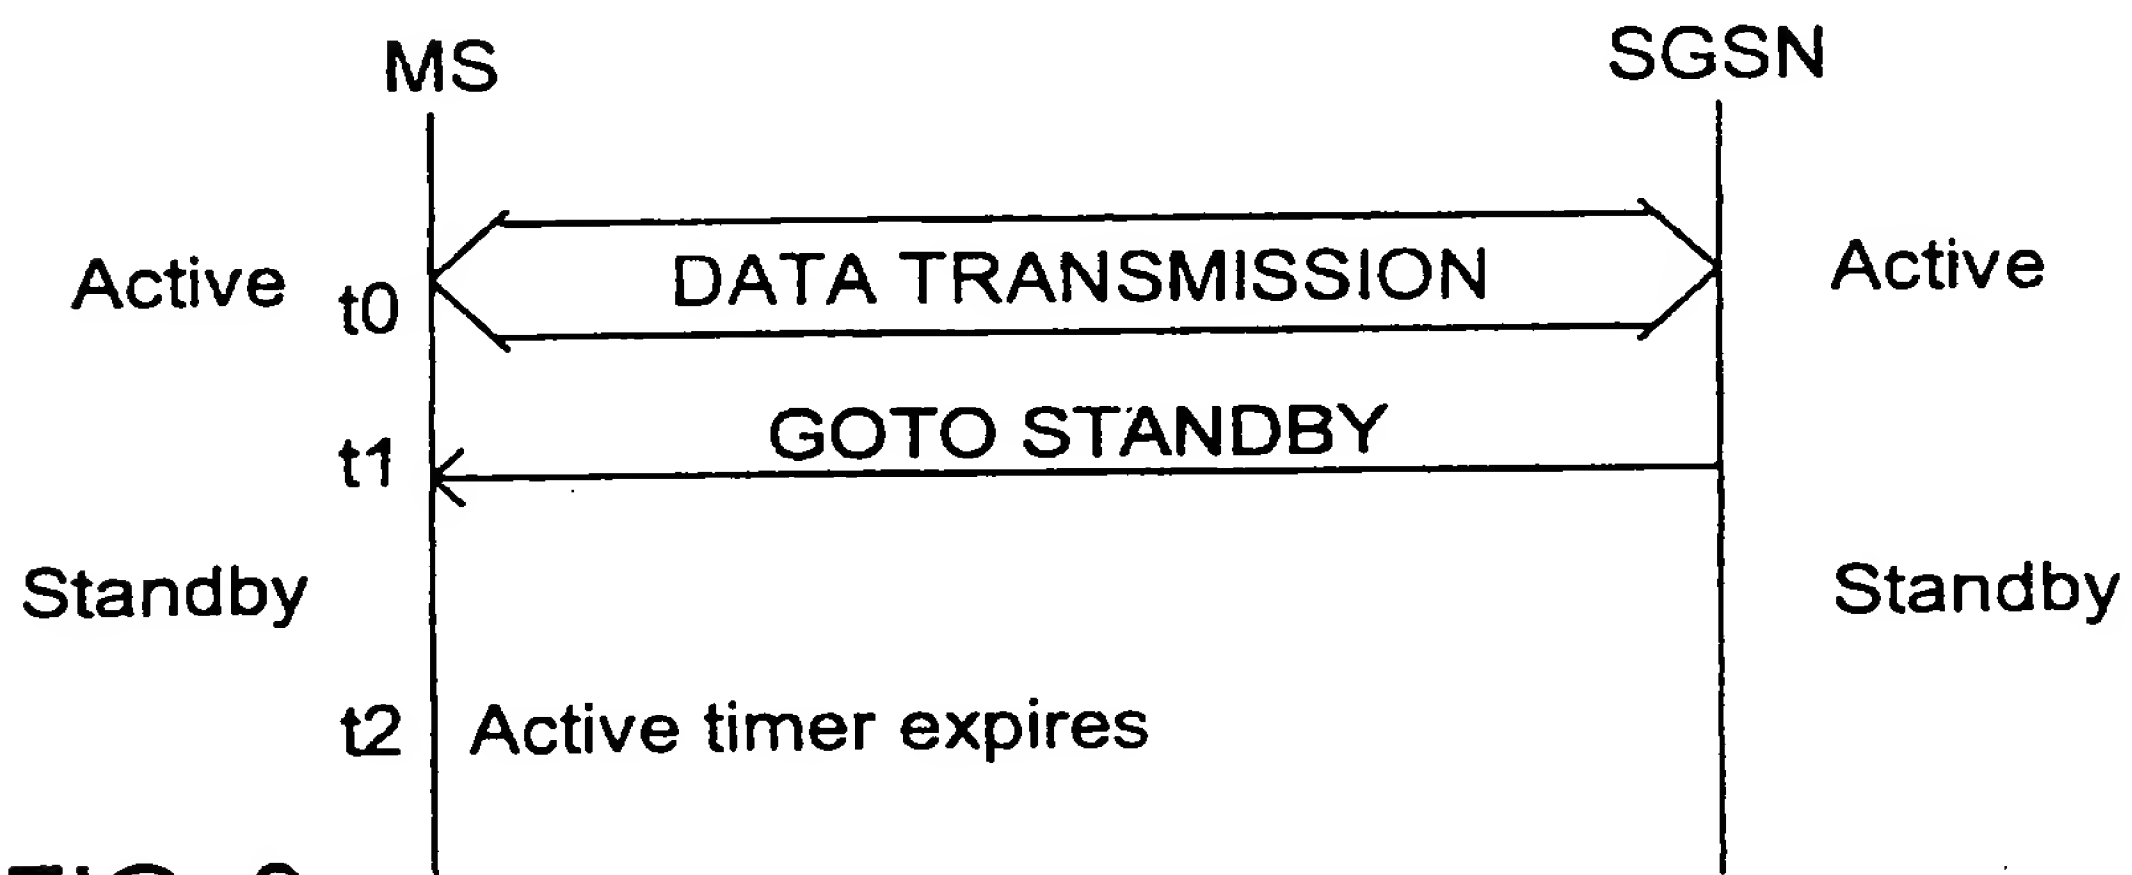 MS SGSN
Active t0 DATA TRANSMISSION Active
GOTO STANDBY
t1
Standby Standby
t2 Active timer expires